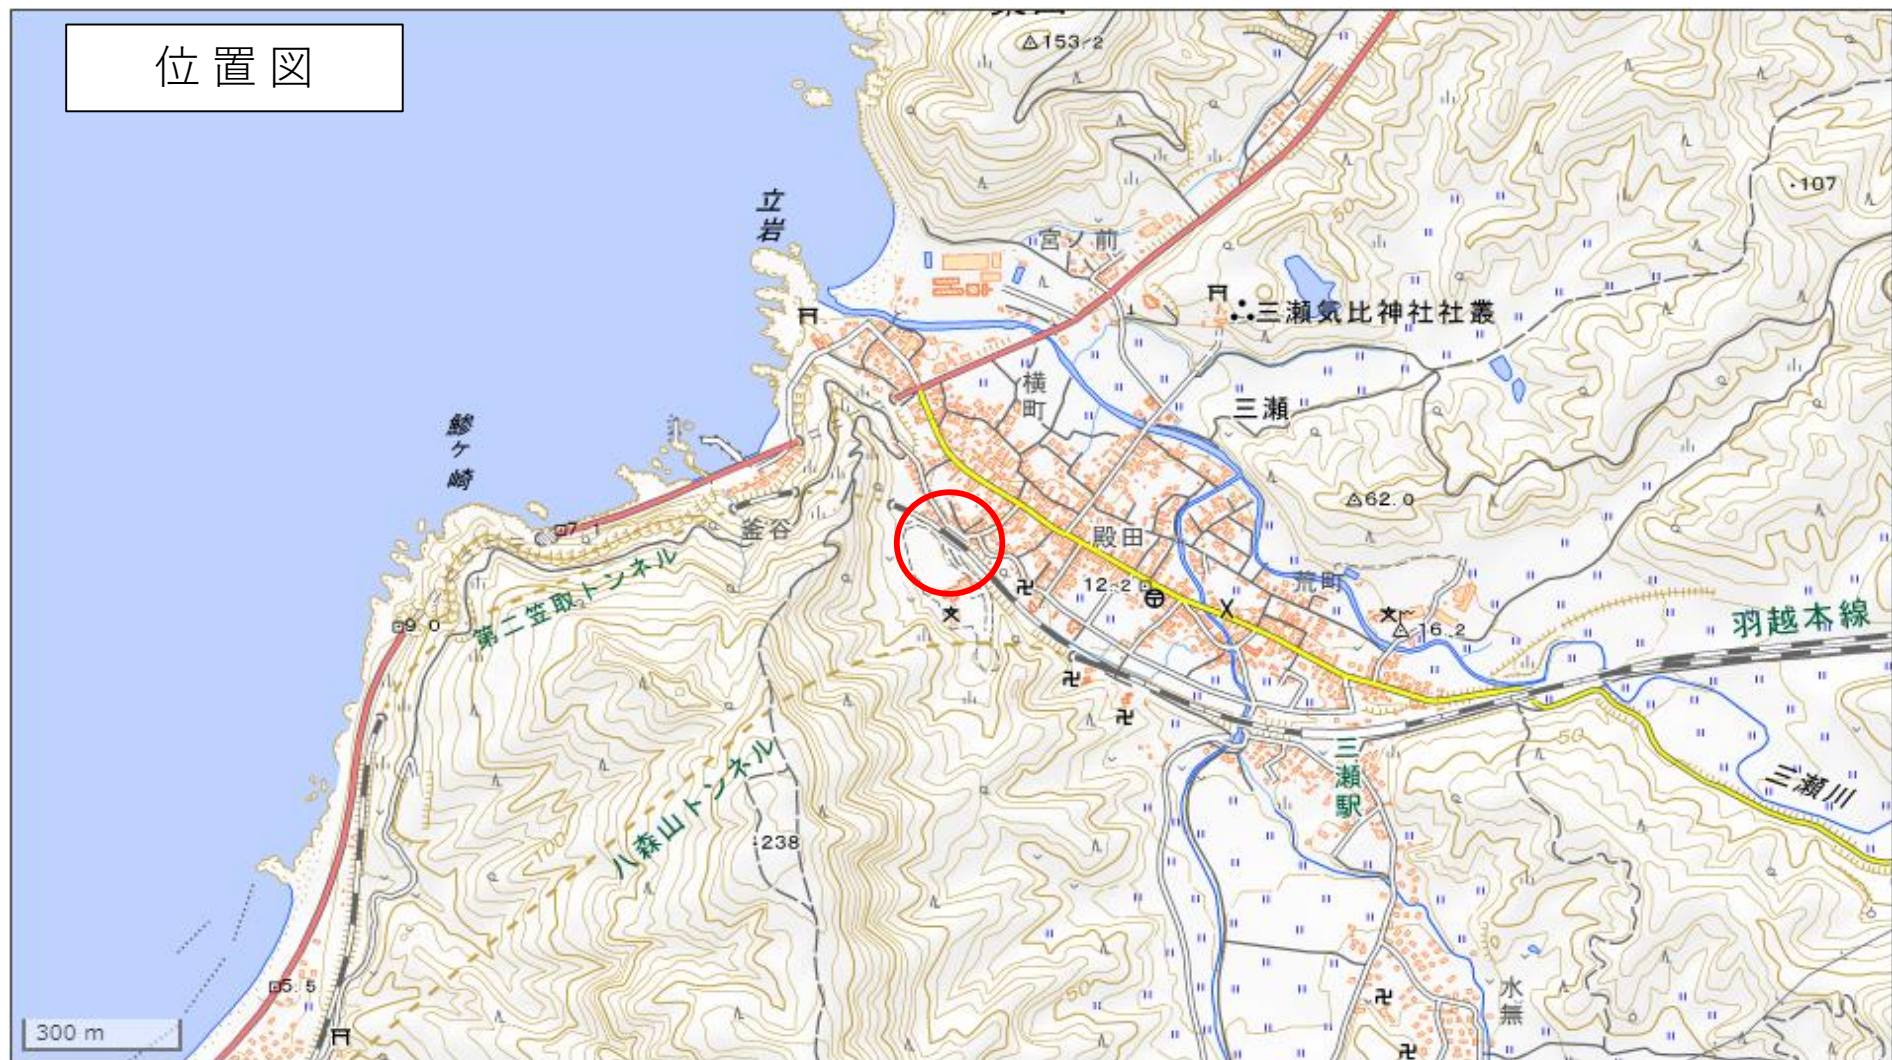 位置図
153.2
107
立岩
宮ノ前
三瀬気比神社社叢
横町
三瀬
鯵ヶ崎
62.0
7.1
釜谷
殿田
12.2
荒町
第二笠取トンネル
16.2
羽越本線
9.0
50
50
三瀬駅
三瀬川
八森山トンネル
238
100
5.5
50
水無
300 m